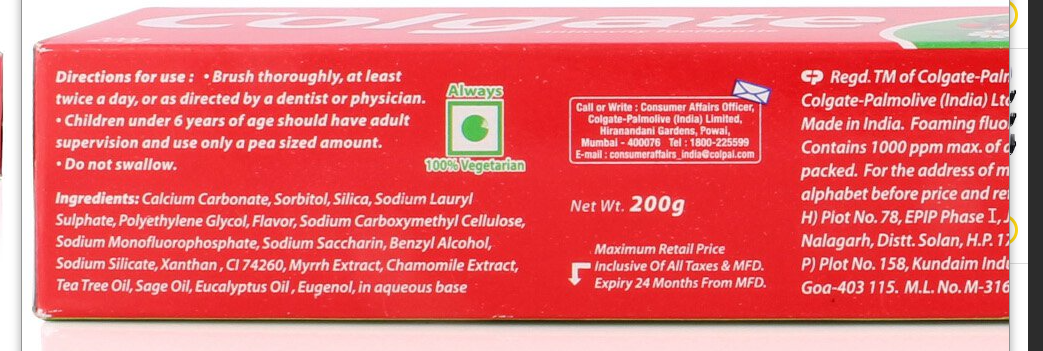 Colgate
Directions for use : • Brush thoroughly, at least
twice a day, or as directed by a dentist or physician.
• Children under 6 years of age should have adult
supervision and use only a pea sized amount.
• Do not swallow.
Ingredients: Calcium Carbonate, Sorbitol, Silica, Sodium Lauryl
Sulphate, Polyethylene Glycol, Flavor, Sodium Carboxymethyl Cellulose,
Sodium Monofluorophosphate, Sodium Saccharin, Benzyl Alcohol,
Sodium Silicate, Xanthan , CI 74260, Myrrh Extract, Chamomile Extract,
Tea Tree Oil, Sage Oil, Eucalyptus Oil , Eugenol, in aqueous base
Always
100% Vegetarian
Call or Write : Consumer Affairs Officer,
Colgate-Palmolive (India) Limited,
Hiranandani Gardens, Powai,
Mumbai - 400076 Tel : 1800-225599
E-mail : consumeraffairs_india@colpal.com
Net Wt. 200g
Maximum Retail Price
Inclusive Of All Taxes & MFD.
Expiry 24 Months From MFD.
Regd. TM of Colgate-Palm
Colgate-Palmolive (India) Lt
Made in India. Foaming fluo
Contains 1000 ppm max. of
packed. For the address of m
alphabet before price and re
H) Plot No. 78, EPIP Phase I, J
Nalagarh, Distt. Solan, H.P. 17
P) Plot No. 158, Kundaim Indu
Goa-403 115. M.L. No. M-316